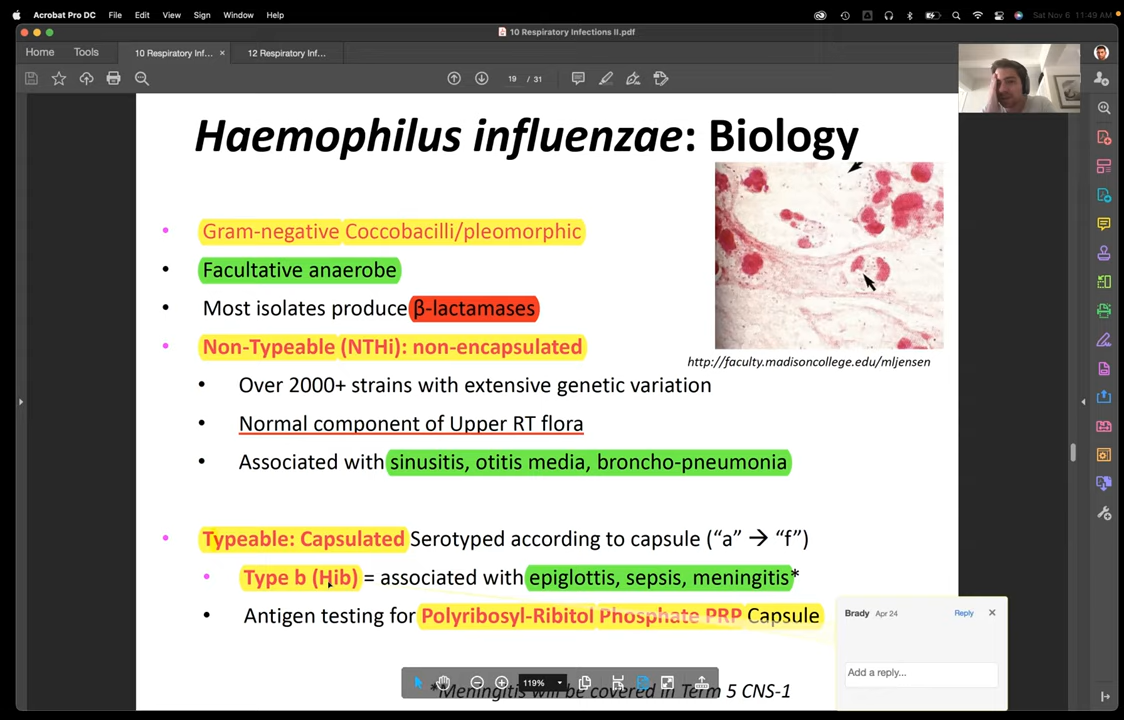 Acrobat Pro DC File Edit View Sign Window Help Sat Nov 6 11:49 AM
10 Respiratory Infections II.pdf
Home Tools 10 Respiratory Inf... × 12 Respiratory Inf...
19 / 31
Haemophilus influenzae: Biology
• Gram-negative Coccobacilli/pleomorphic
• Facultative anaerobe
• Most isolates produce β-lactamases
• Non-Typeable (NTHi): non-encapsulated
http://faculty.madisoncollege.edu/mljensen
• Over 2000+ strains with extensive genetic variation
• Normal component of Upper RT flora
• Associated with sinusitis, otitis media, broncho-pneumonia
• Typeable: Capsulated Serotyped according to capsule (“a” → “f”)
• Type b (Hib) = associated with epiglottis, sepsis, meningitis*
• Antigen testing for Polyribosyl-Ribitol Phosphate PRP Capsule
Brady Apr 24 Reply ×
Add a reply...
119%
*Meningitis will be covered in Term 5 CNS-1